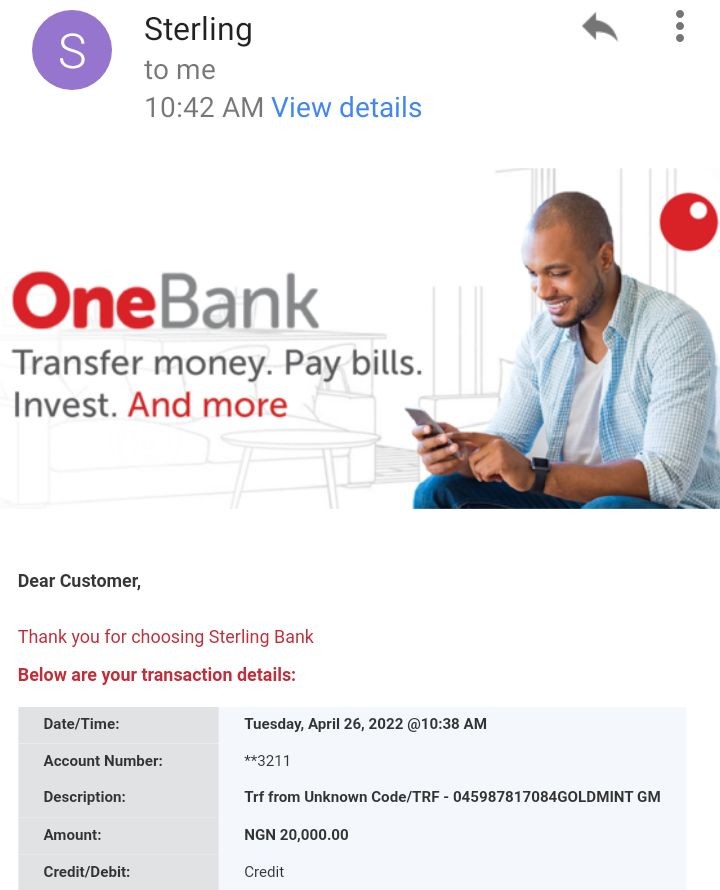 S
Sterling
to me
10:42 AM View details
OneBank
Transfer money. Pay bills.
Invest. And more
Dear Customer,
Thank you for choosing Sterling Bank
Below are your transaction details:
Date/Time: Tuesday, April 26, 2022 @10:38 AM
Account Number: **3211
Description: Trf from Unknown Code/TRF - 045987817084GOLDMINT GM
Amount: NGN 20,000.00
Credit/Debit: Credit